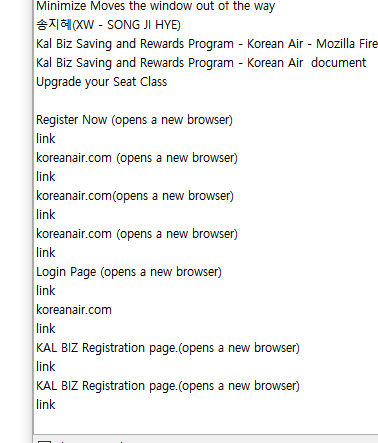 Minimize Moves the window out of the way
송지혜(XW - SONG JI HYE)
Kal Biz Saving and Rewards Program - Korean Air - Mozilla Fire
Kal Biz Saving and Rewards Program - Korean Air  document
Upgrade your Seat Class
Register Now (opens a new browser)
link
koreanair.com (opens a new browser)
link
koreanair.com(opens a new browser)
link
koreanair.com (opens a new browser)
link
Login Page (opens a new browser)
link
koreanair.com
link
KAL BIZ Registration page.(opens a new browser)
link
KAL BIZ Registration page.(opens a new browser)
link